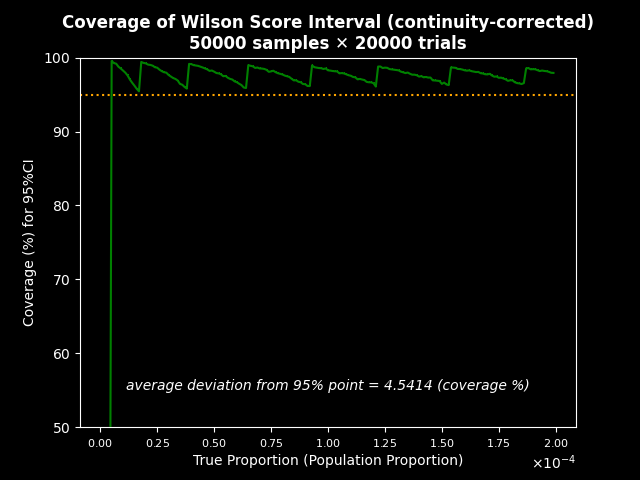 Coverage of Wilson Score Interval (continuity-corrected)
50000 samples × 20000 trials
100
90
80
70
60
50
Coverage (%) for 95%CI
average deviation from 95% point = 4.5414 (coverage %)
0.00 0.25 0.50 0.75 1.00 1.25 1.50 1.75 2.00
True Proportion (Population Proportion)
×10⁻⁴